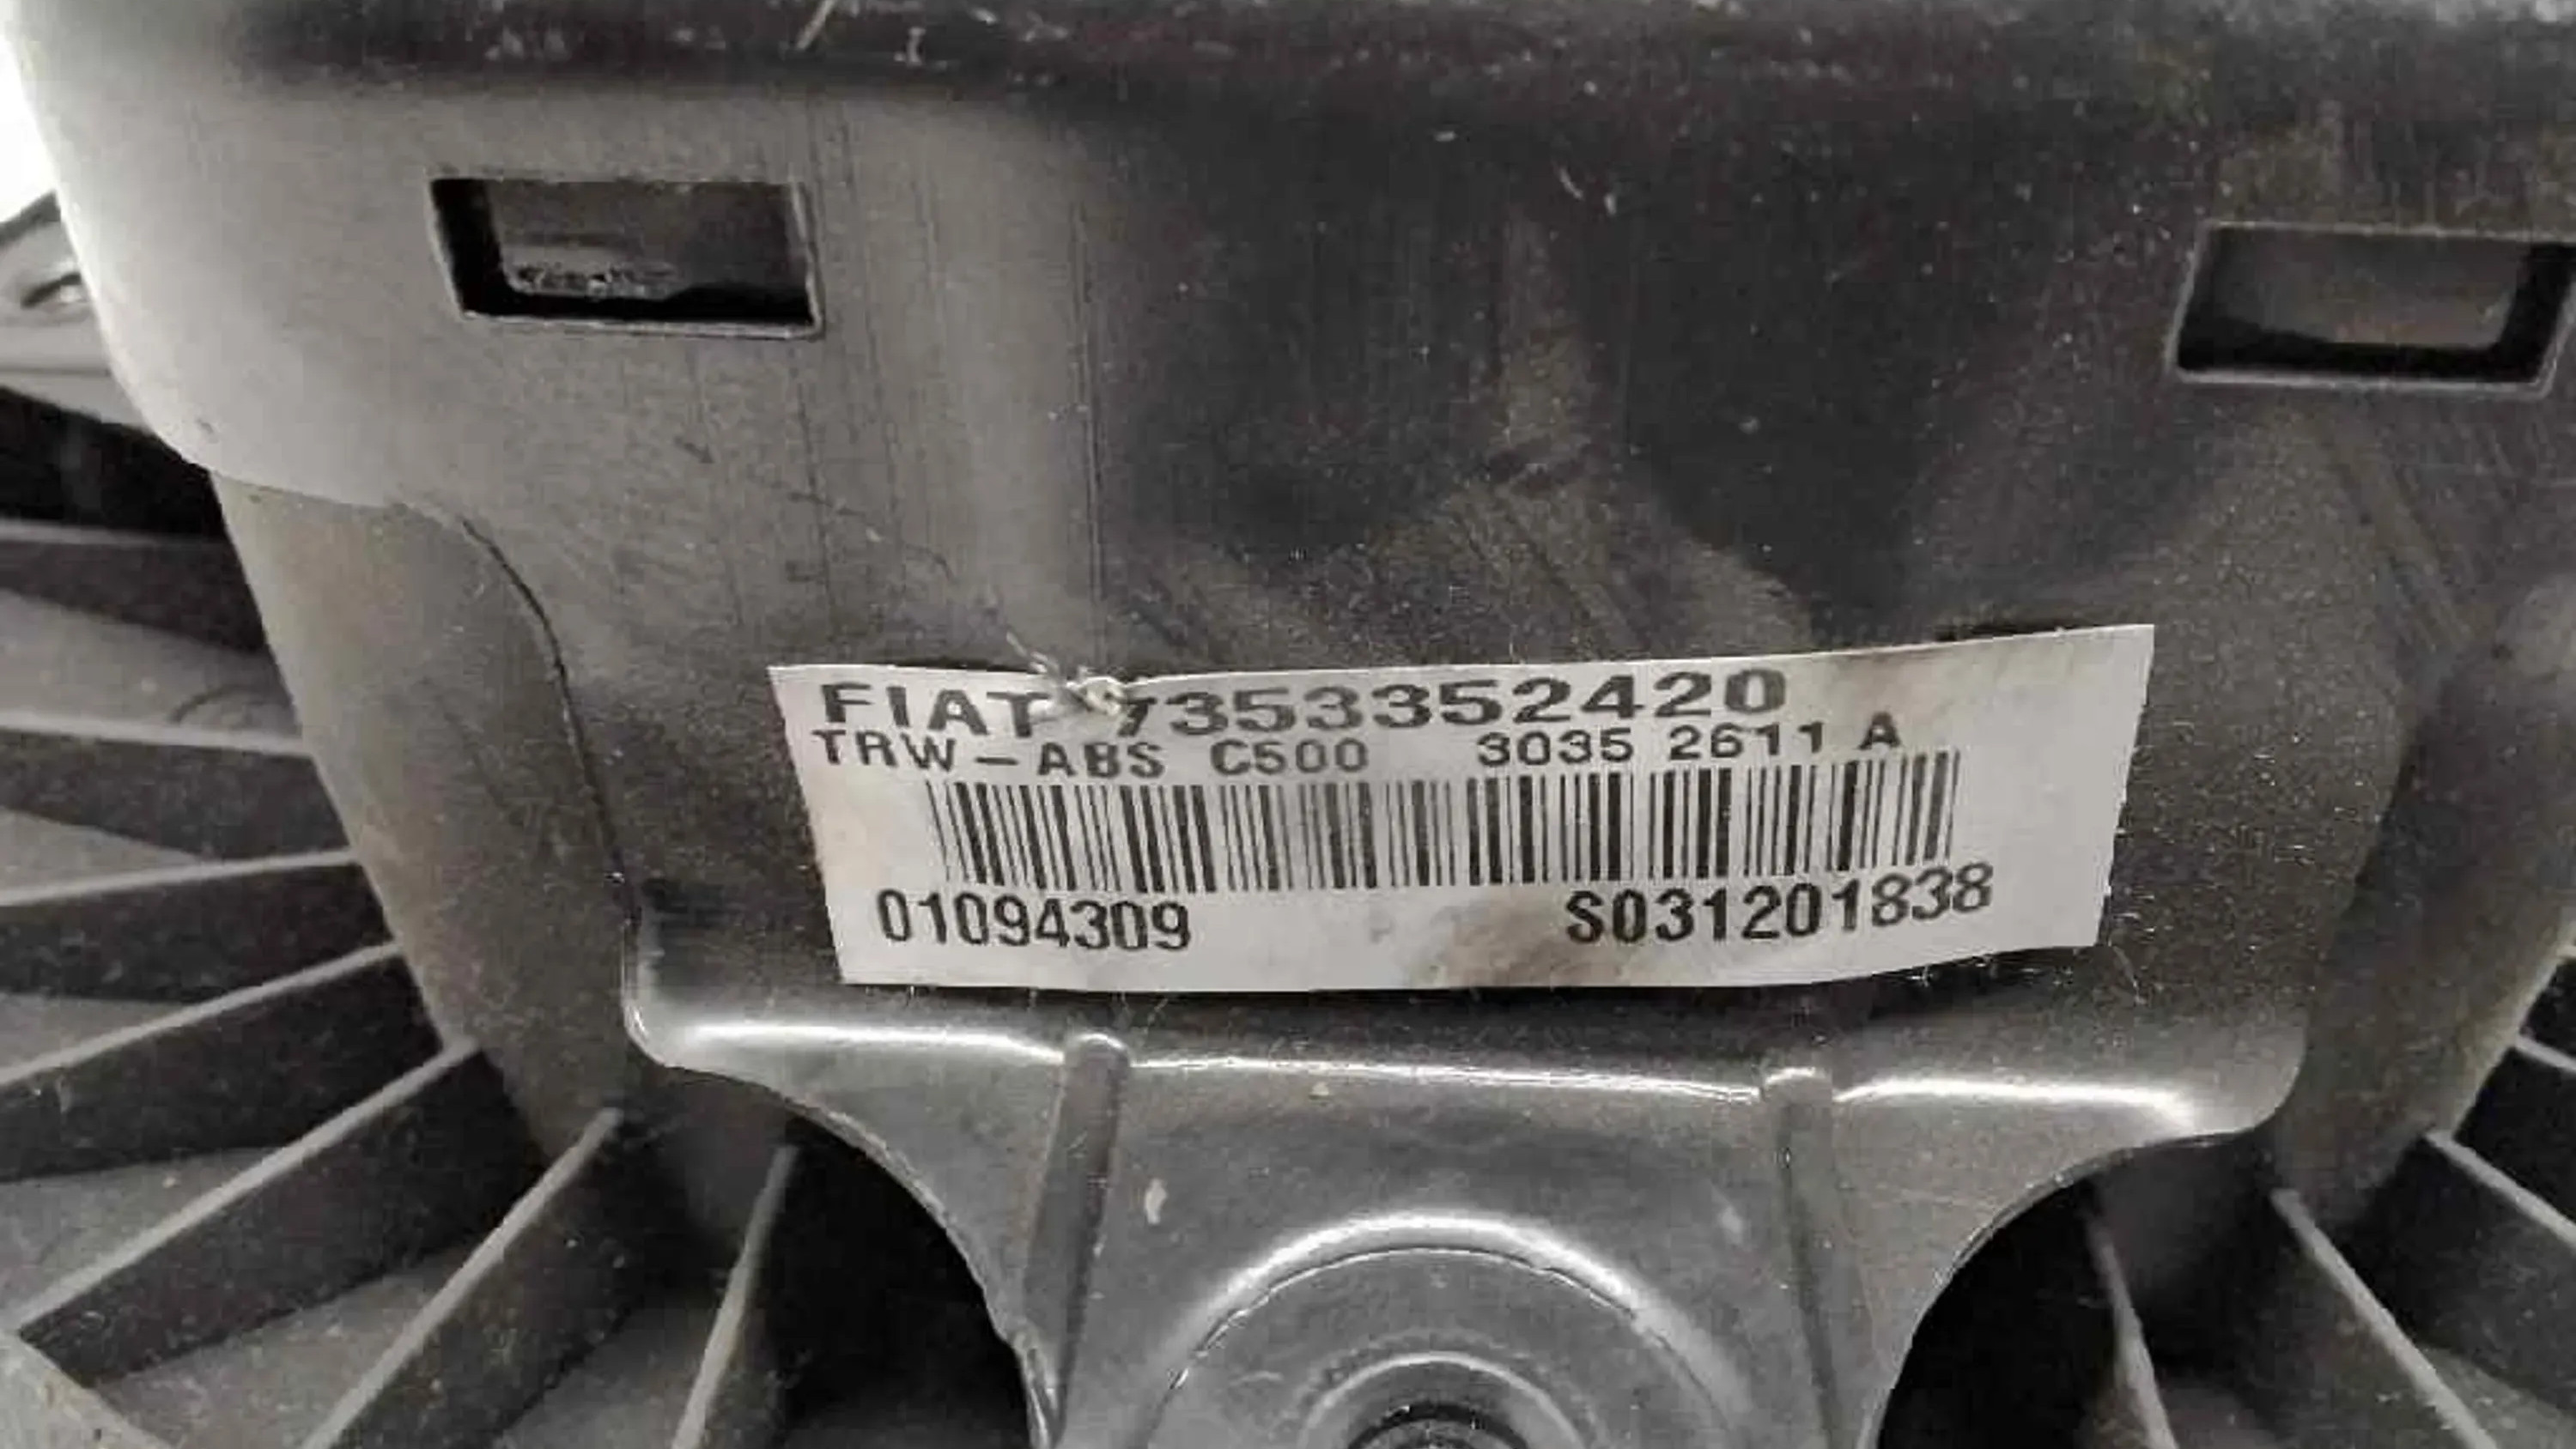 FIAT 7353352420
TRW-ABS C500 3035 2611 A
01094309 S031201838